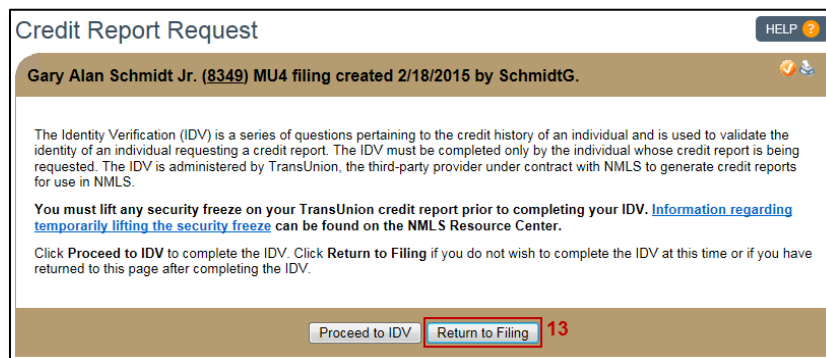 Credit Report Request
HELP ?
Gary Alan Schmidt Jr. (8349) MU4 filing created 2/18/2015 by SchmidtG.
The Identity Verification (IDV) is a series of questions pertaining to the credit history of an individual and is used to validate the
identity of an individual requesting a credit report. The IDV must be completed only by the individual whose credit report is being
requested. The IDV is administered by TransUnion, the third-party provider under contract with NMLS to generate credit reports
for use in NMLS.
You must lift any security freeze on your TransUnion credit report prior to completing your IDV. Information regarding
temporarily lifting the security freeze can be found on the NMLS Resource Center.
Click Proceed to IDV to complete the IDV. Click Return to Filing if you do not wish to complete the IDV at this time or if you have
returned to this page after completing the IDV.
Proceed to IDV Return to Filing 13